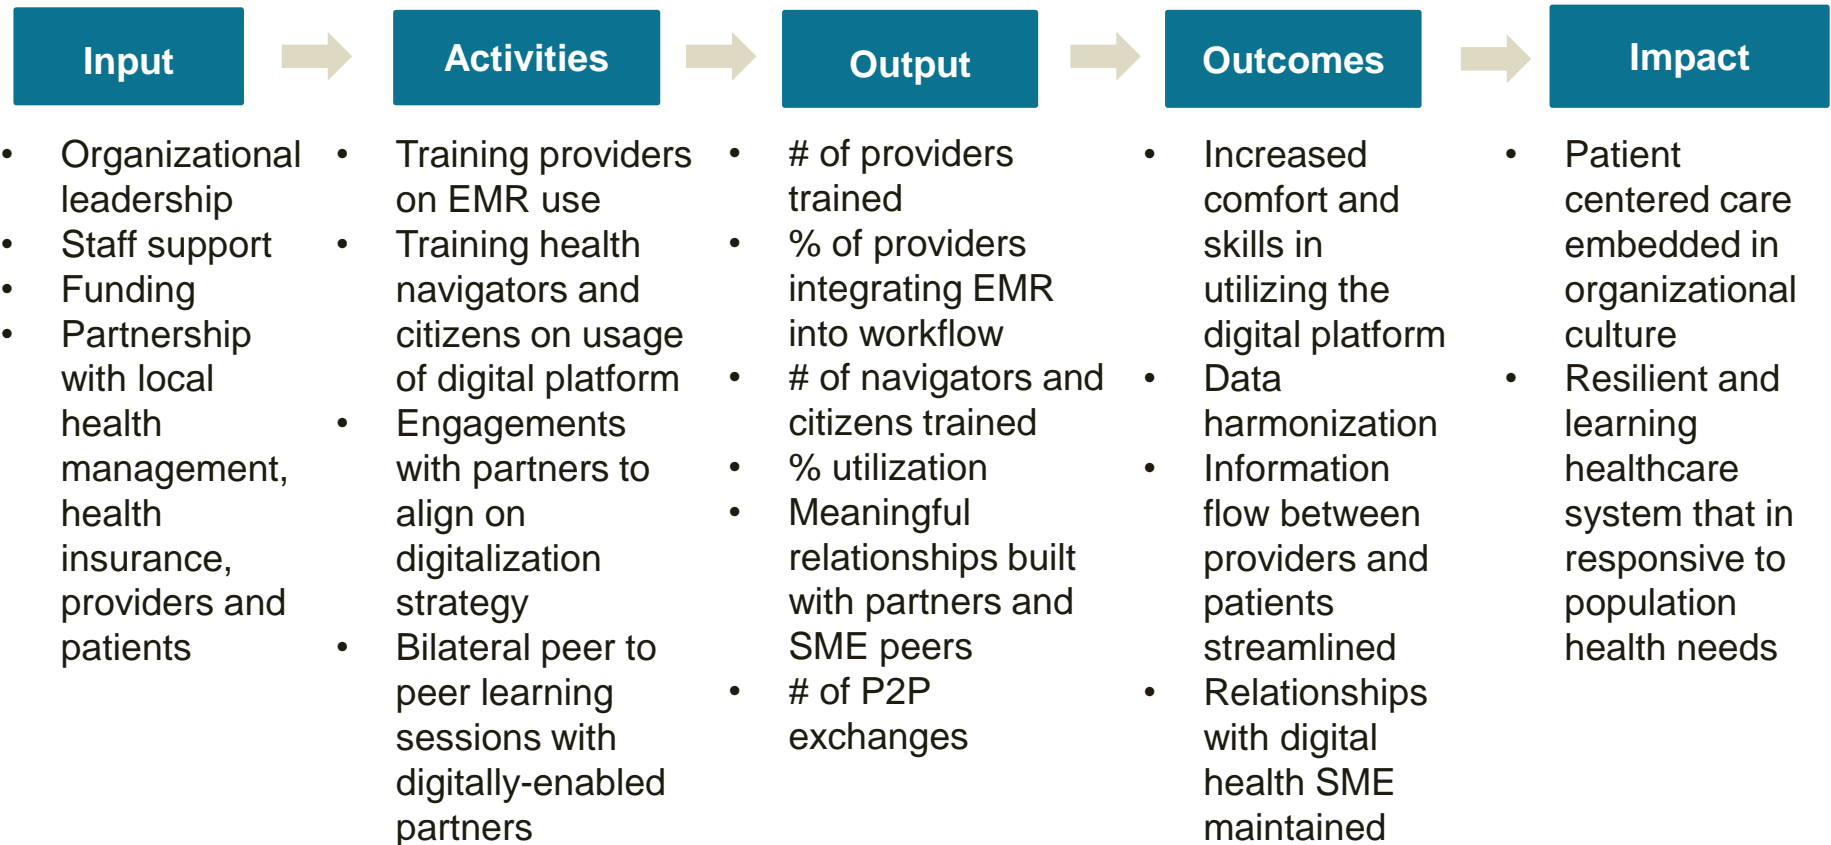 Input
Activities
Output
Outcomes
Impact
• Organizational
leadership
• Staff support
• Funding
• Partnership
with local
health
management,
health
insurance,
providers and
patients
• Training providers
on EMR use
• Training health
navigators and
citizens on usage
of digital platform
• Engagements
with partners to
align on
digitalization
strategy
• Bilateral peer to
peer learning
sessions with
digitally-enabled
partners
• # of providers
trained
• % of providers
integrating EMR
into workflow
• # of navigators and
citizens trained
• % utilization
• Meaningful
relationships built
with partners and
SME peers
• # of P2P
exchanges
• Increased
comfort and
skills in
utilizing the
digital platform
• Data
harmonization
• Information
flow between
providers and
patients
streamlined
• Relationships
with digital
health SME
maintained
• Patient
centered care
embedded in
organizational
culture
• Resilient and
learning
healthcare
system that in
responsive to
population
health needs